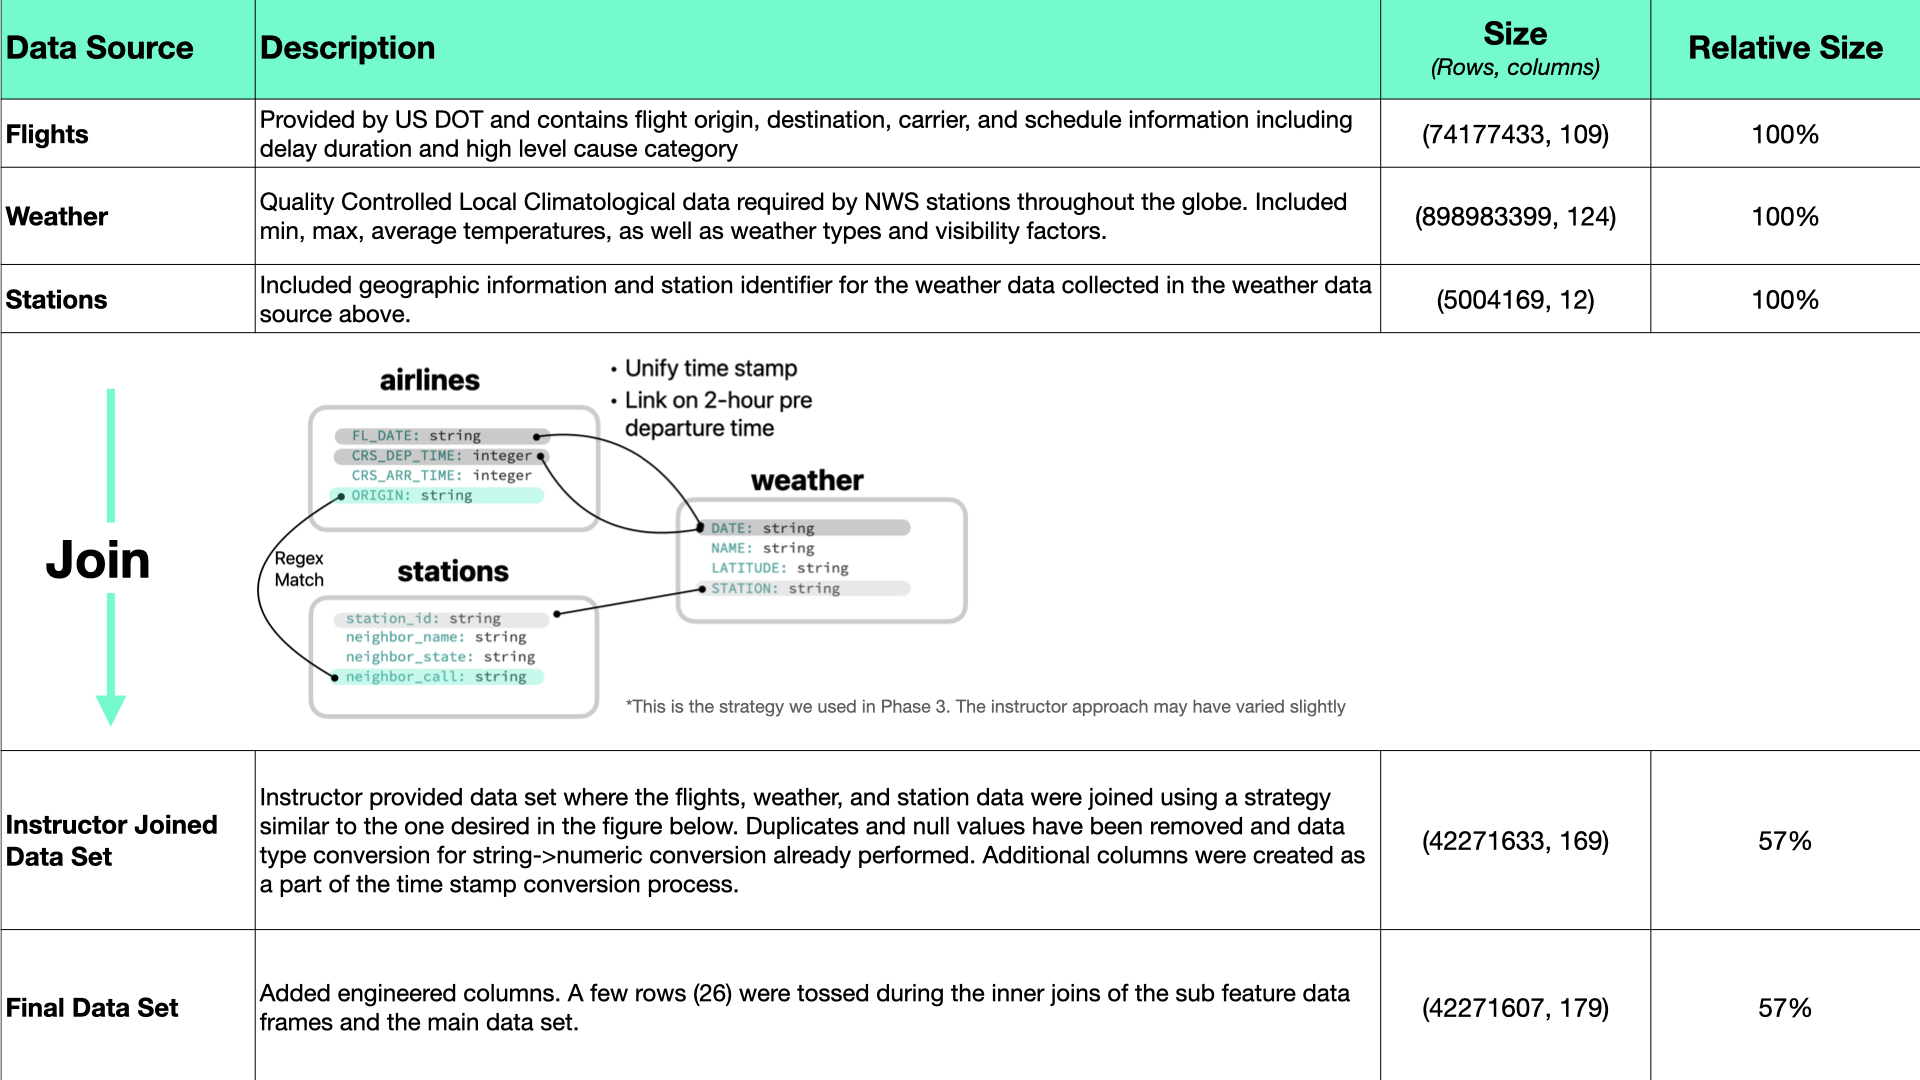 Data Source
Description
Size
(Rows, columns)
Relative Size
Flights
Provided by US DOT and contains flight origin, destination, carrier, and schedule information including
delay duration and high level cause category
(74177433, 109)
100%
Weather
Quality Controlled Local Climatological data required by NWS stations throughout the globe. Included
min, max, average temperatures, as well as weather types and visibility factors.
(898983399, 124)
100%
Stations
Included geographic information and station identifier for the weather data collected in the weather data
source above.
(5004169, 12)
100%
Join
airlines
FL_DATE: string
CRS_DEP_TIME: integer
CRS_ARR_TIME: integer
ORIGIN: string
• Unify time stamp
• Link on 2-hour pre
departure time
weather
DATE: string
NAME: string
LATITUDE: string
STATION: string
Regex
Match
stations
station_id: string
neighbor_name: string
neighbor_state: string
neighbor_call: string
*This is the strategy we used in Phase 3. The instructor approach may have varied slightly
Instructor Joined
Data Set
Instructor provided data set where the flights, weather, and station data were joined using a strategy
similar to the one desired in the figure below. Duplicates and null values have been removed and data
type conversion for string->numeric conversion already performed. Additional columns were created as
a part of the time stamp conversion process.
(42271633, 169)
57%
Final Data Set
Added engineered columns. A few rows (26) were tossed during the inner joins of the sub feature data
frames and the main data set.
(42271607, 179)
57%